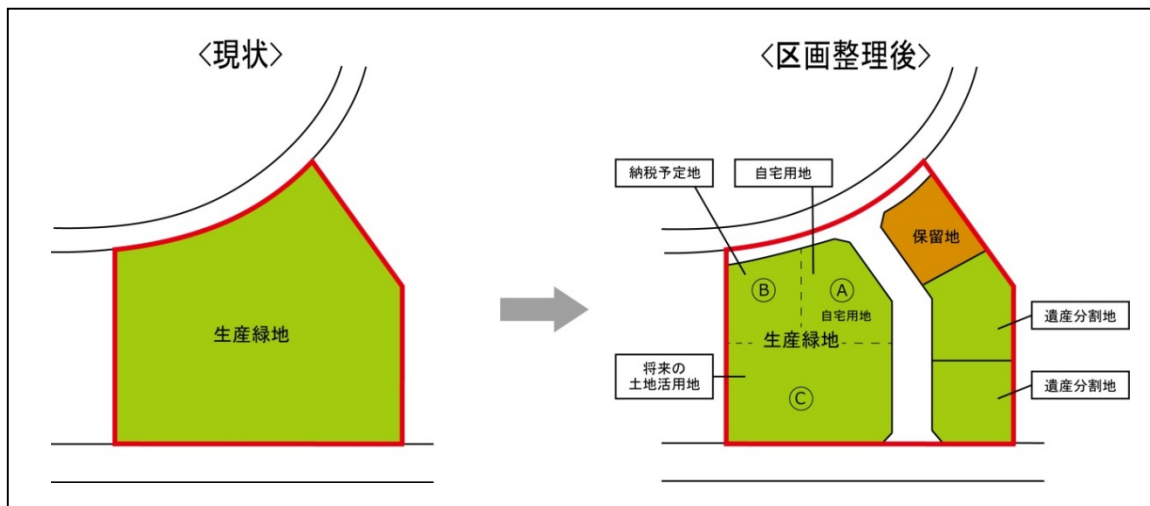 〈現状〉
生産緑地
〈区画整理後〉
納税予定地
自宅用地
保留地
Ⓑ
Ⓐ
自宅用地
生産緑地
遺産分割地
将来の
土地活用地
遺産分割地
Ⓒ